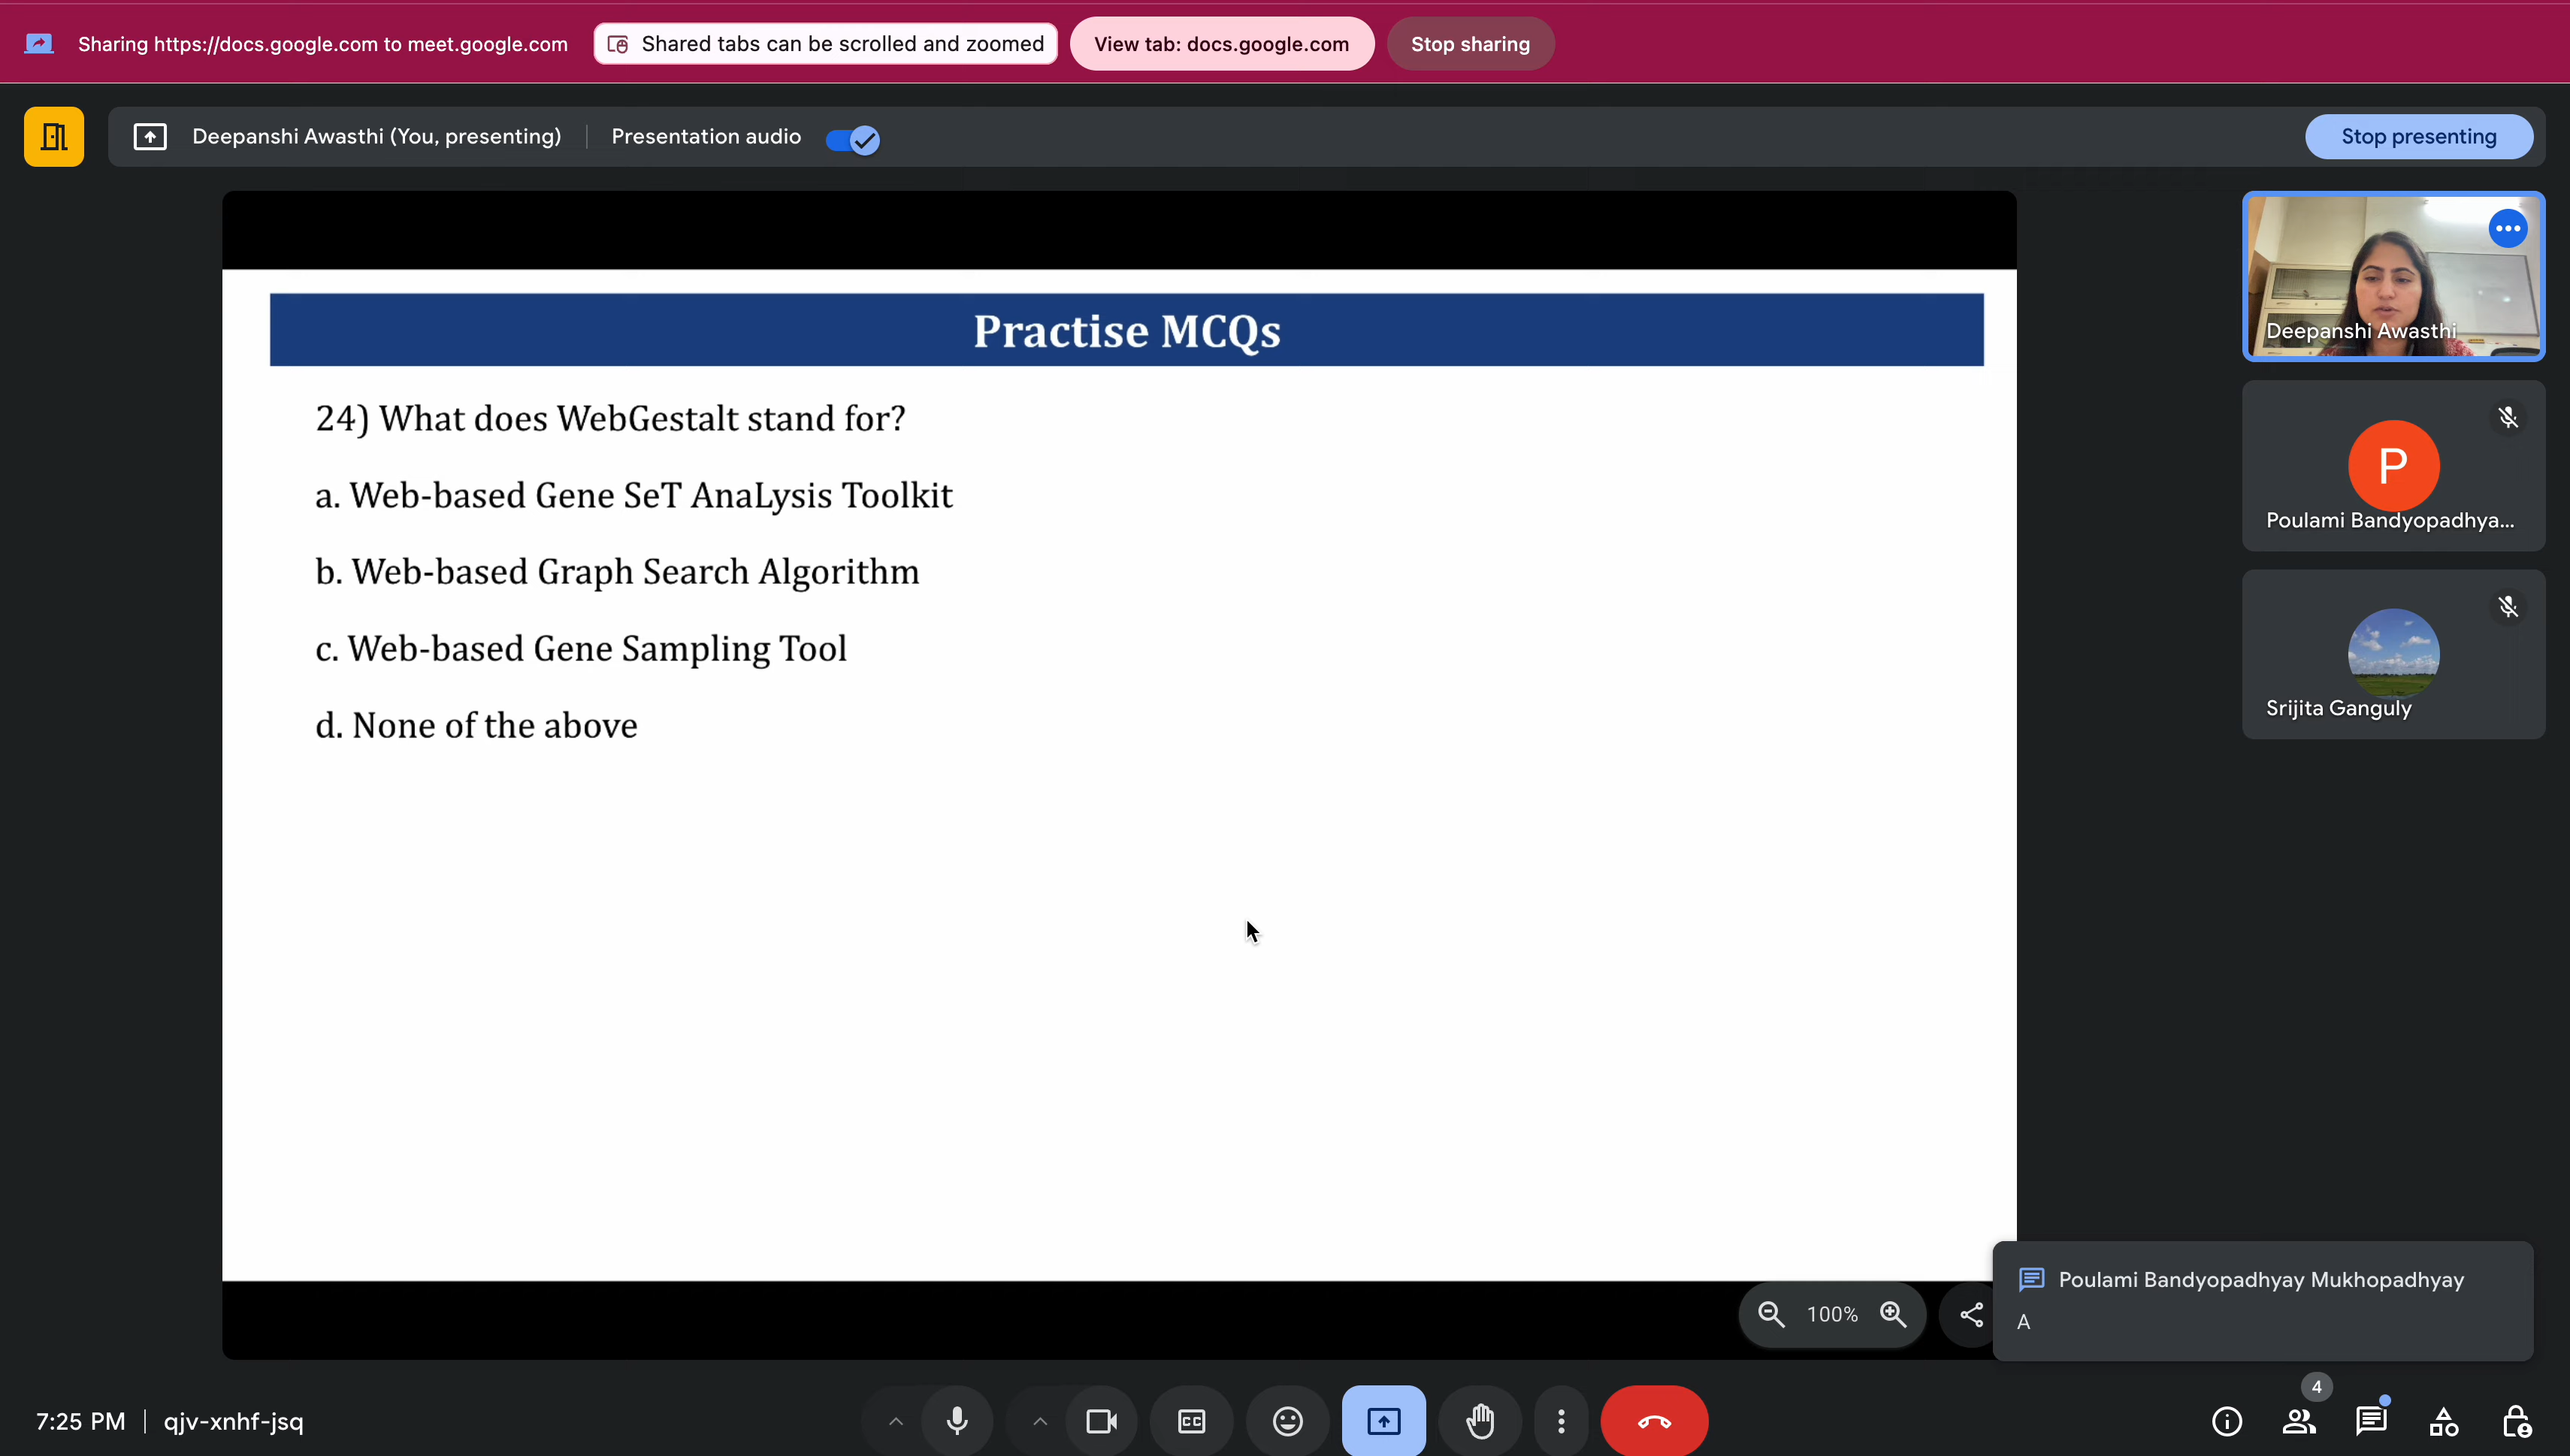 Sharing https://docs.google.com to meet.google.com
Shared tabs can be scrolled and zoomed
View tab: docs.google.com
Stop sharing
Deepanshi Awasthi (You, presenting)
Presentation audio
Stop presenting
Practise MCQs
24) What does WebGestalt stand for?
a. Web-based Gene SeT AnaLysis Toolkit
b. Web-based Graph Search Algorithm
c. Web-based Gene Sampling Tool
d. None of the above
Deepanshi Awasthi
P
Poulami Bandyopadhya...
Srijita Ganguly
100%
Poulami Bandyopadhyay Mukhopadhyay
A
7:25 PM
qjv-xnhf-jsq
CC
4